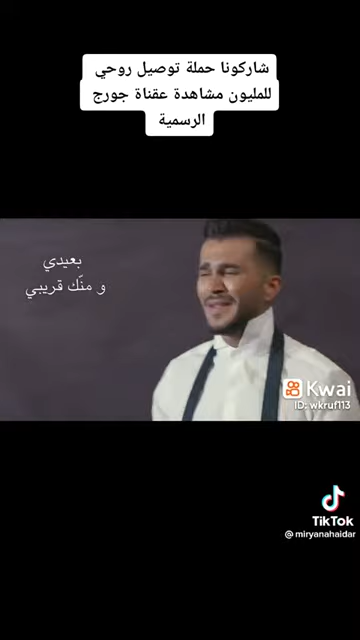 شاركونا حملة توصيل روحي
للمليون مشاهدة عقناة جورج
الرسمية
بعيدي
و منّك قريبي
Kwai
ID: wkruf113
TikTok
@miryanahaidar